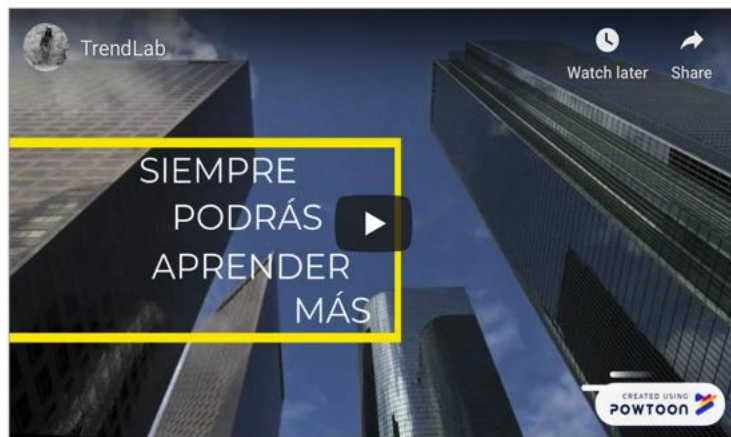 TrendLab
Watch later
Share
SIEMPRE
PODRÁS
APRENDER
MÁS
CREATED USING
POWTOON